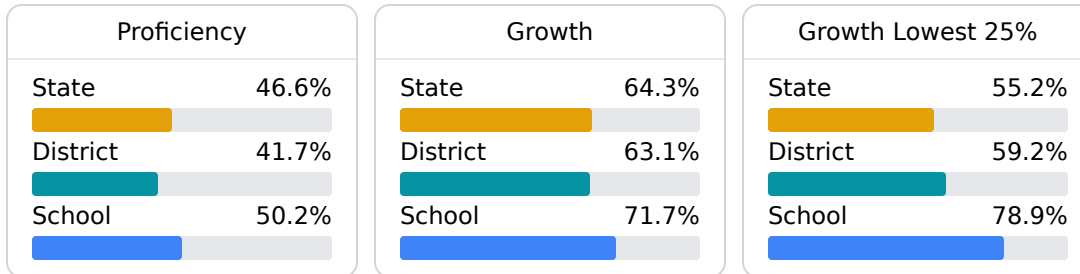 Proficiency
State 46.6%
District 41.7%
School 50.2%
Growth
State 64.3%
District 63.1%
School 71.7%
Growth Lowest 25%
State 55.2%
District 59.2%
School 78.9%